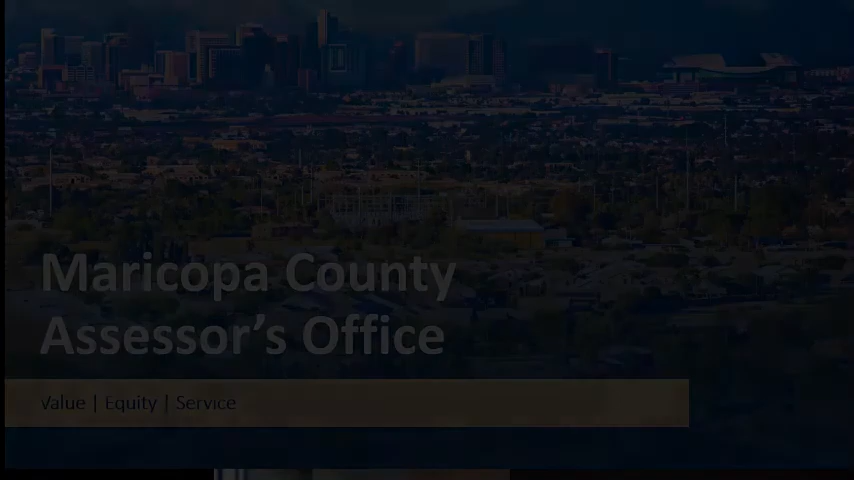 Maricopa County
Assessor's Office
Value | Equity | Service